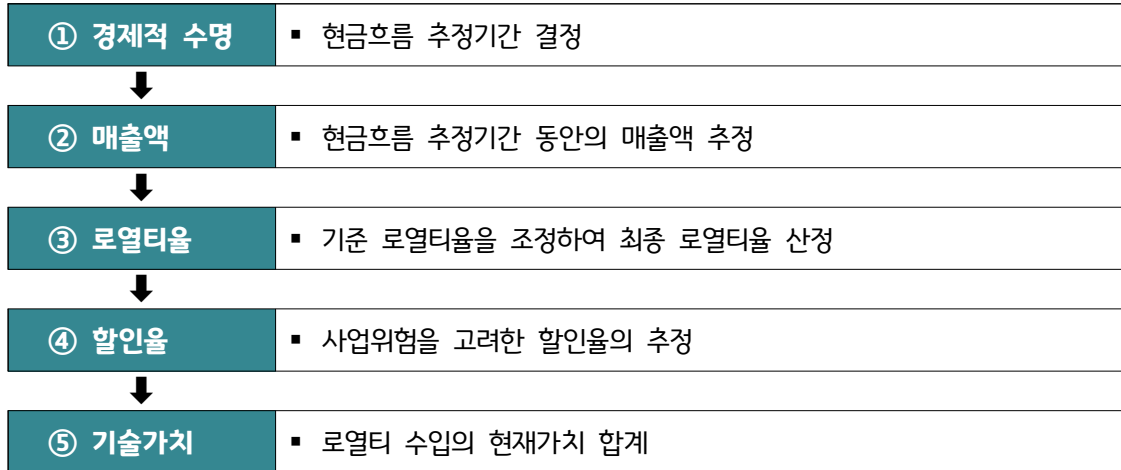 ① 경제적 수명
▪ 현금흐름 추정기간 결정
② 매출액
▪ 현금흐름 추정기간 동안의 매출액 추정
③ 로열티율
▪ 기준 로열티율을 조정하여 최종 로열티율 산정
④ 할인율
▪ 사업위험을 고려한 할인율의 추정
⑤ 기술가치
▪ 로열티 수입의 현재가치 합계